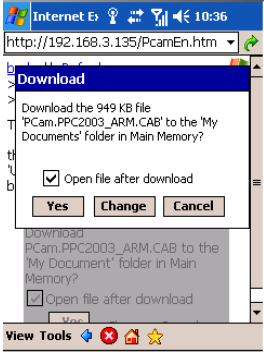 Internet E
10:36
http://192.168.3.135/PcamEn.htm
Download
Download the 949 KB file
'PCam.PPC2003_ARM.CAB' to the 'My
Documents' folder in Main Memory?
Open file after download
Yes Change Cancel
Download
PCam.PPC2003_ARM.CAB to the
'My Document' folder in Main
Memory?
Open file after download
View Tools